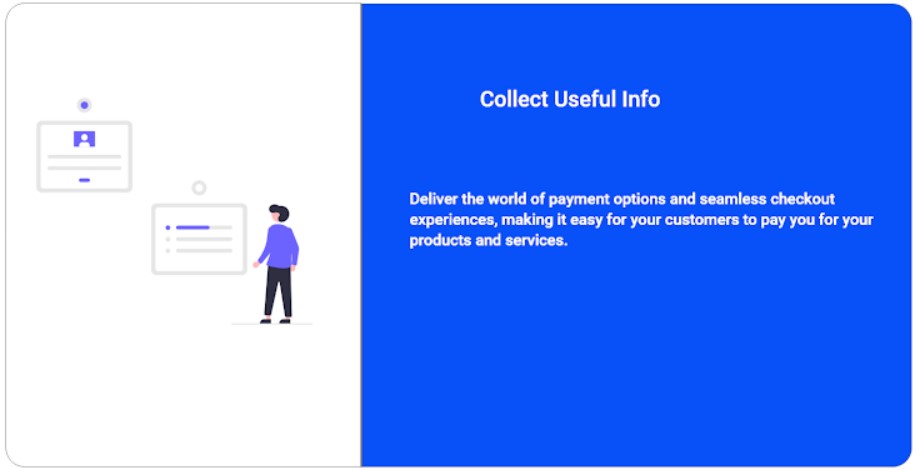 Collect Useful Info
Deliver the world of payment options and seamless checkout
experiences, making it easy for your customers to pay you for your
products and services.